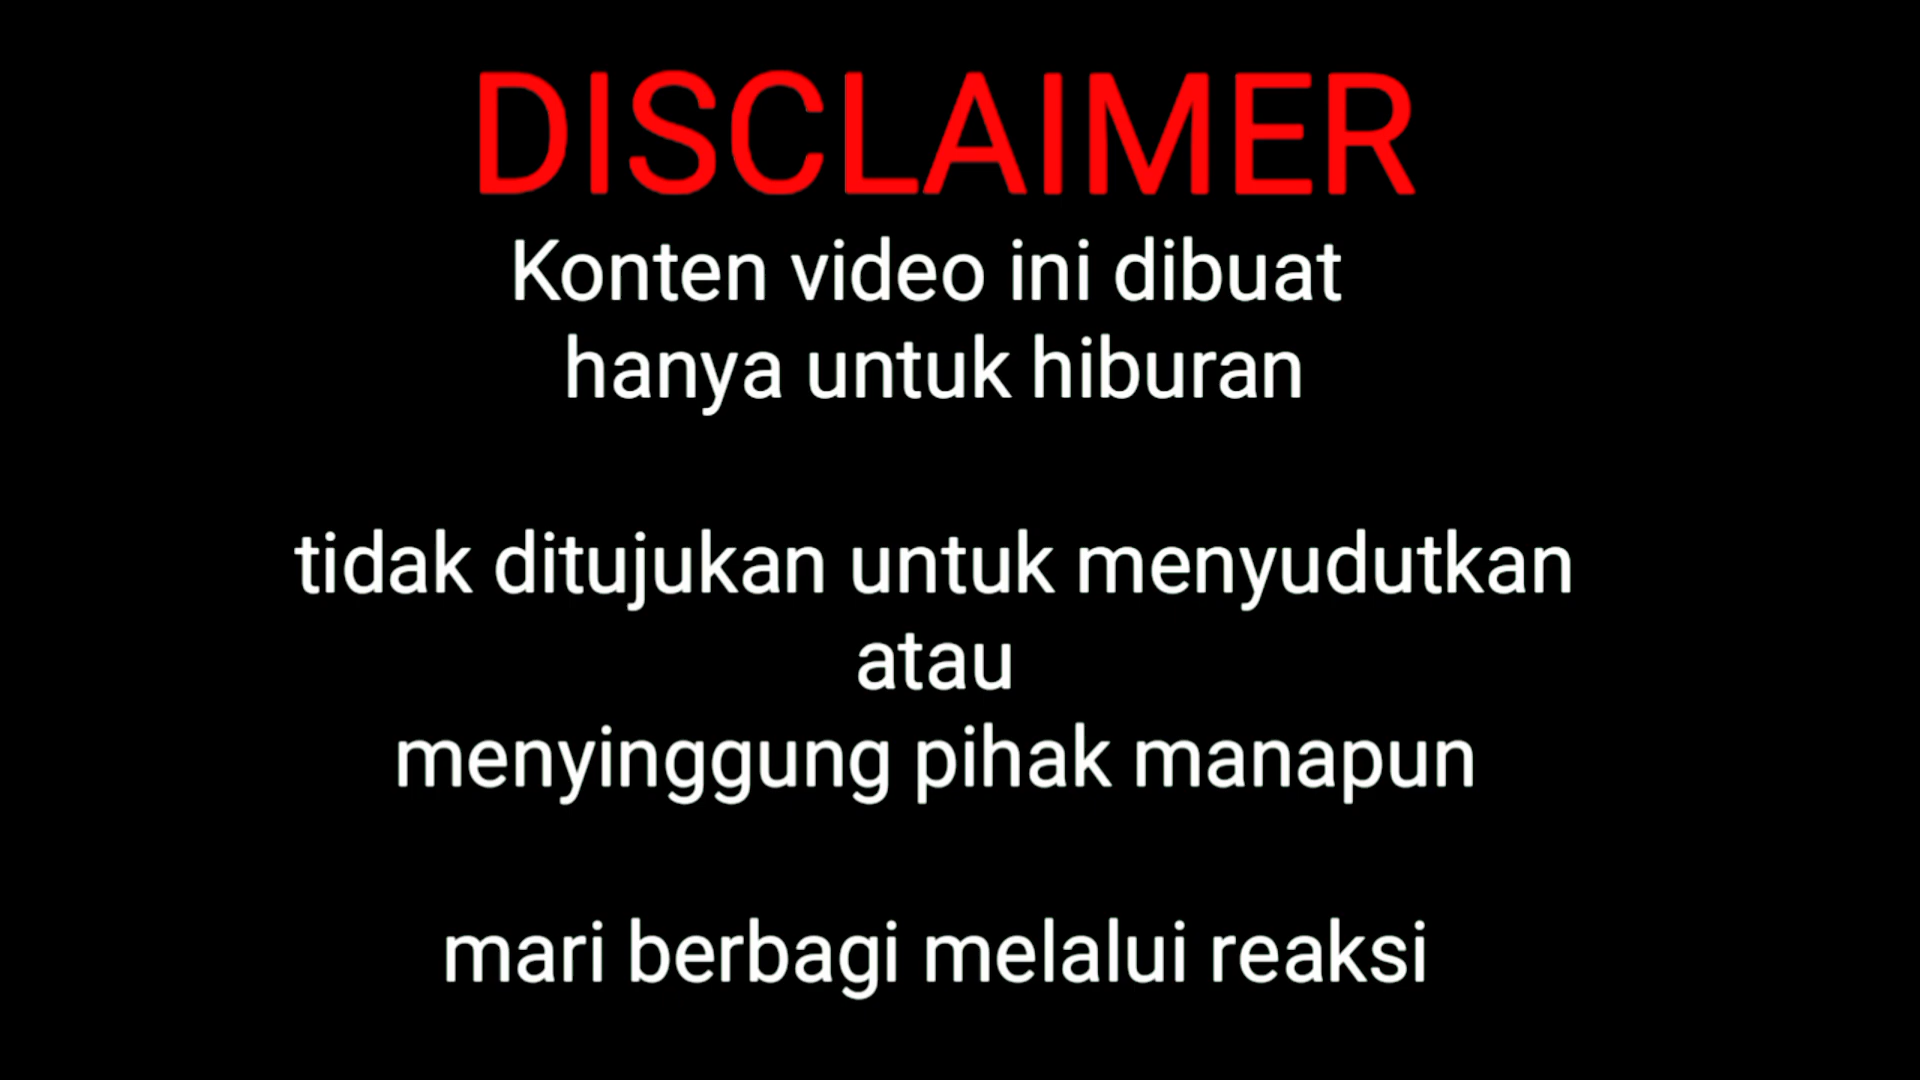 DISCLAIMER
Konten video ini dibuat
hanya untuk hiburan
tidak ditujukan untuk menyudutkan
atau
menyinggung pihak manapun
mari berbagi melalui reaksi